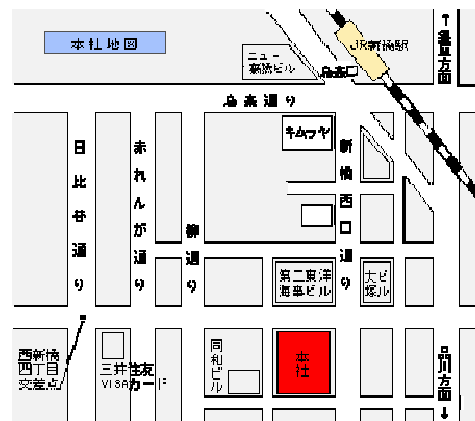 本社地図
ニュー
新橋ビル
JR新橋駅
烏森口
↑銀座方面
烏森通り
キムラヤ
日比谷通り
赤れんが通り
柳通り
新橋西口通り
第二東洋
海事ビル
大ビ
塚ル
西新橋
四丁目
交差点
三井住友
VISAカード
同和ビル
本社
品川方面↓